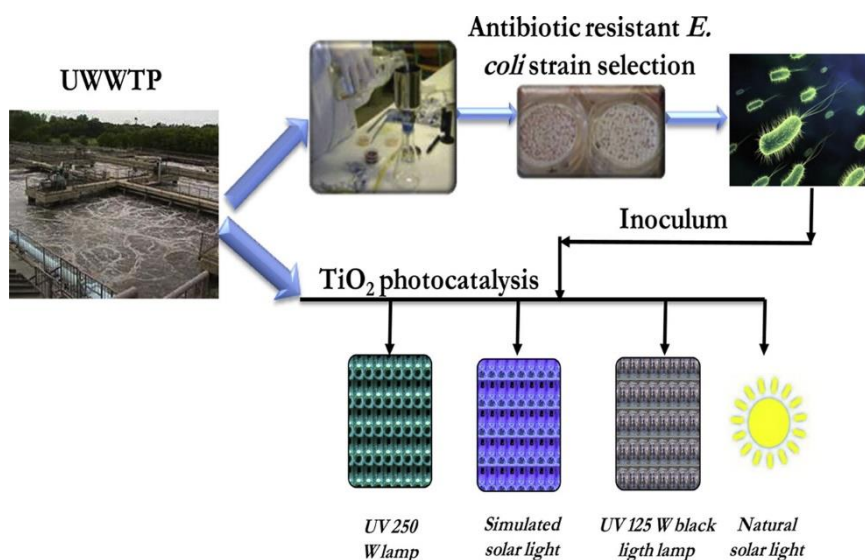 UWWTP
Antibiotic resistant E.
coli strain selection
Inoculum
TiO₂ photocatalysis
UV 250
W lamp
Simulated
solar light
UV 125 W black
ligth lamp
Natural
solar light